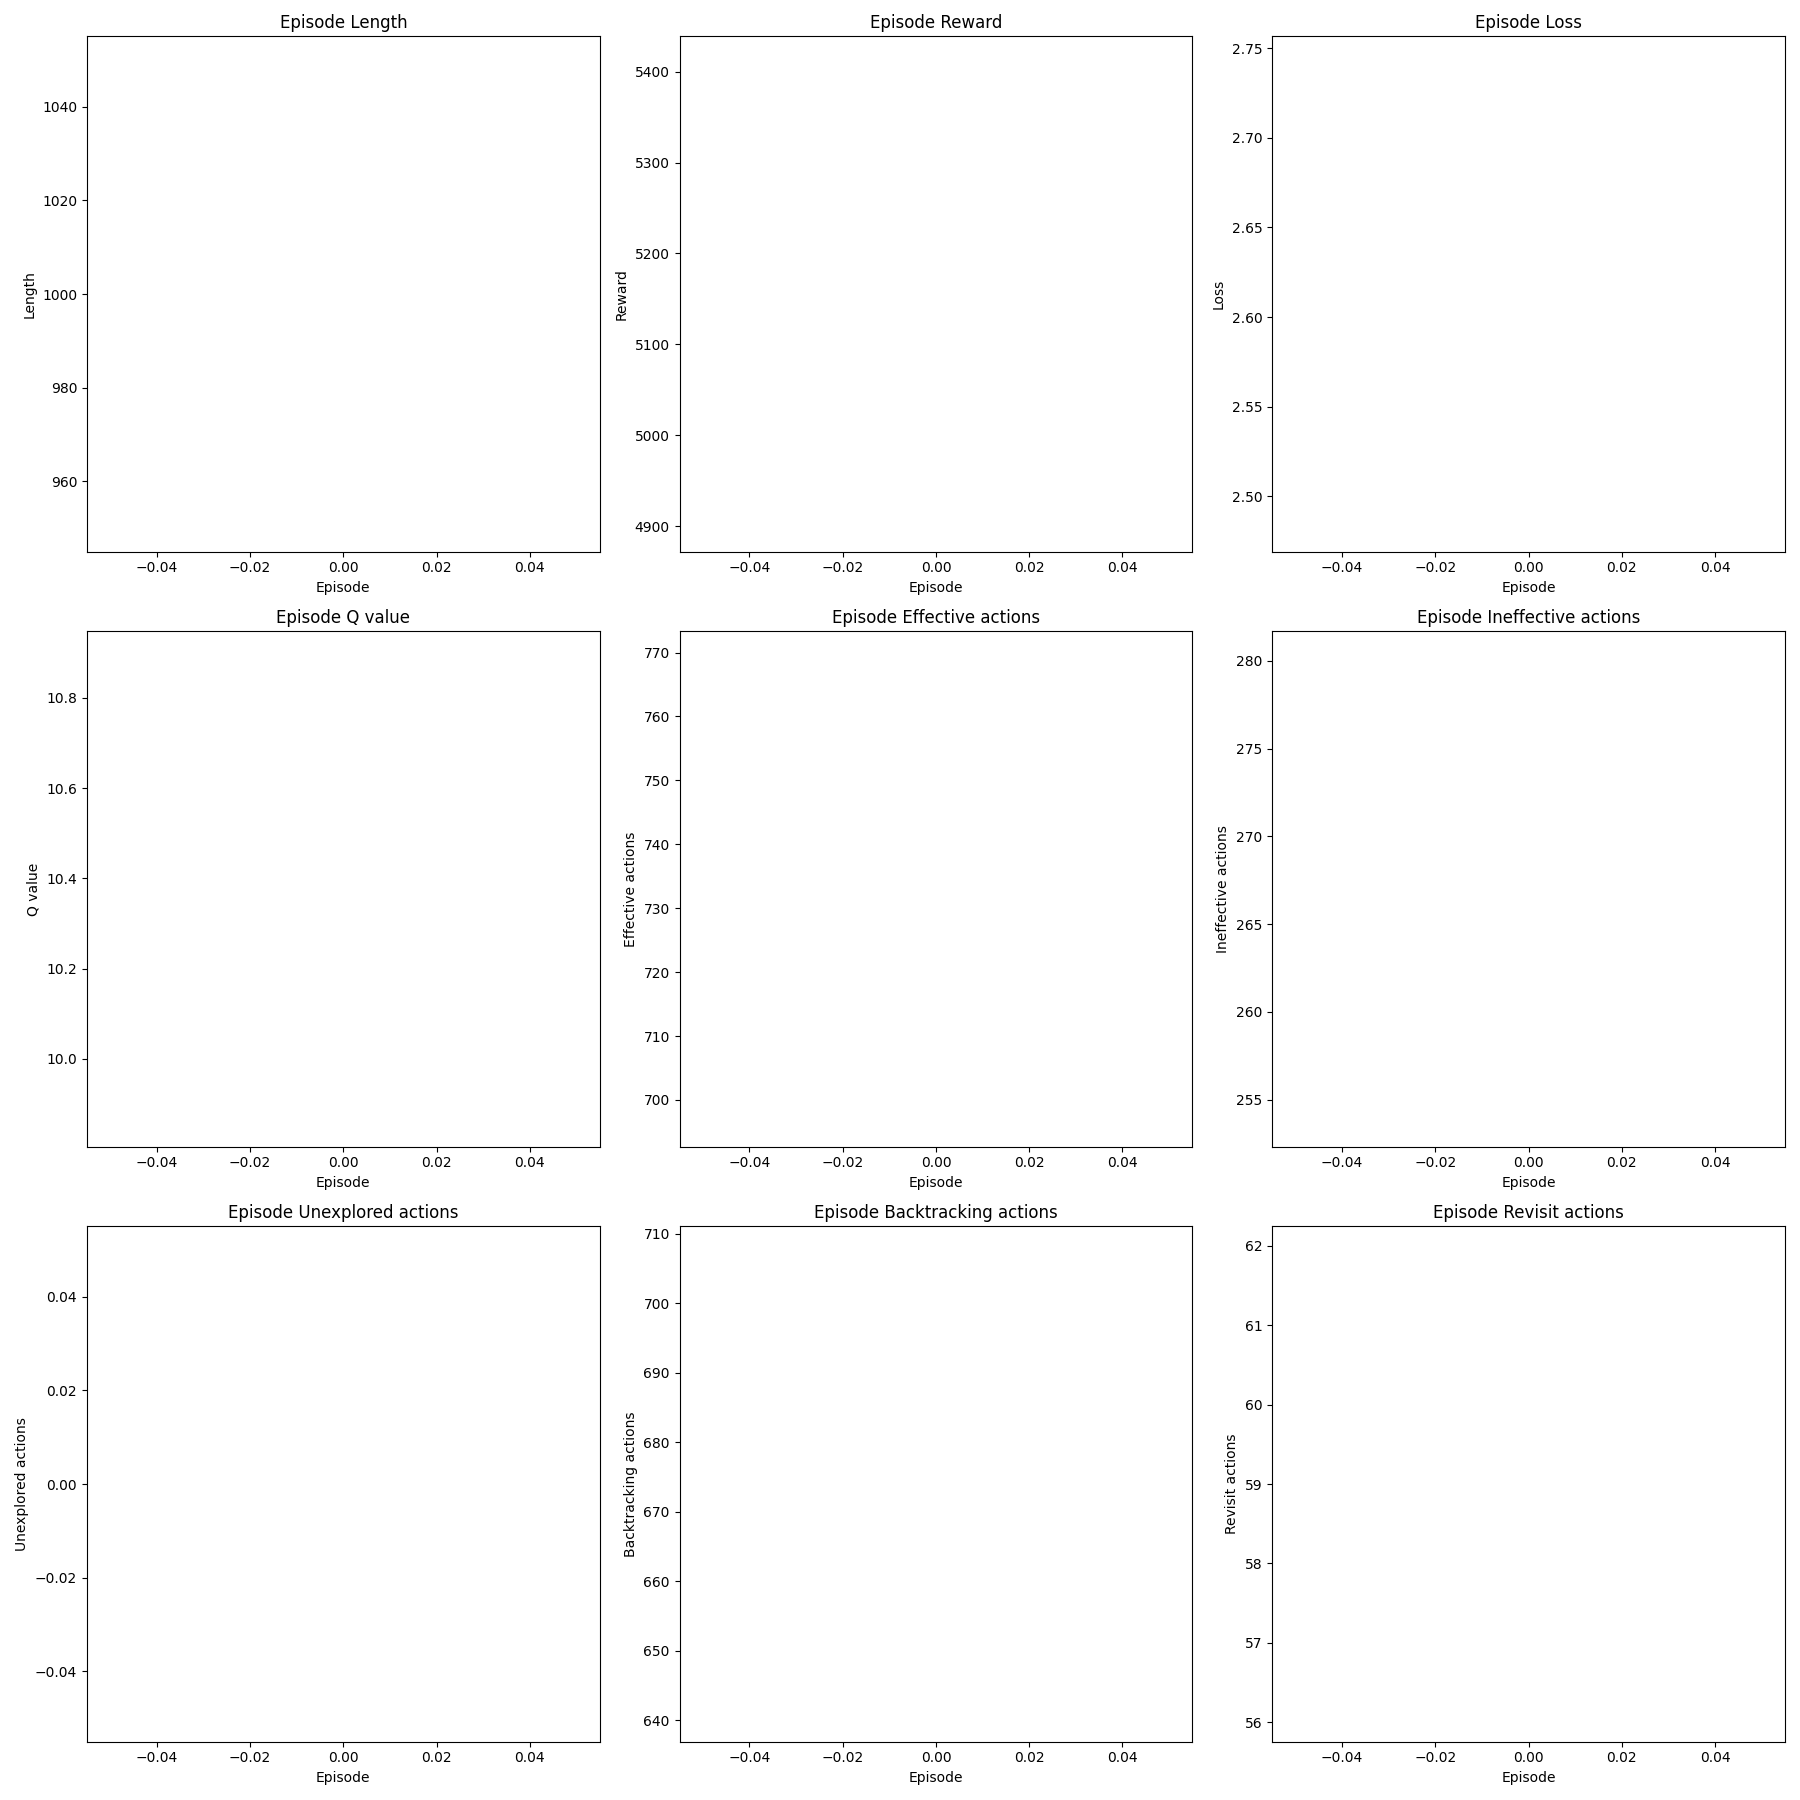 Episode Length
Episode Reward
Episode Loss
1040
1020
1000
980
960
Length
−0.04 −0.02 0.00 0.02 0.04
Episode
5400
5300
5200
5100
5000
4900
Reward
−0.04 −0.02 0.00 0.02 0.04
Episode
2.75
2.70
2.65
2.60
2.55
2.50
Loss
−0.04 −0.02 0.00 0.02 0.04
Episode
Episode Q value
Episode Effective actions
Episode Ineffective actions
10.8
10.6
10.4
10.2
10.0
Q value
−0.04 −0.02 0.00 0.02 0.04
Episode
770
760
750
740
730
720
710
700
Effective actions
−0.04 −0.02 0.00 0.02 0.04
Episode
280
275
270
265
260
255
Ineffective actions
−0.04 −0.02 0.00 0.02 0.04
Episode
Episode Unexplored actions
Episode Backtracking actions
Episode Revisit actions
0.04
0.02
0.00
−0.02
−0.04
Unexplored actions
−0.04 −0.02 0.00 0.02 0.04
Episode
710
700
690
680
670
660
650
640
Backtracking actions
−0.04 −0.02 0.00 0.02 0.04
Episode
62
61
60
59
58
57
56
Revisit actions
−0.04 −0.02 0.00 0.02 0.04
Episode